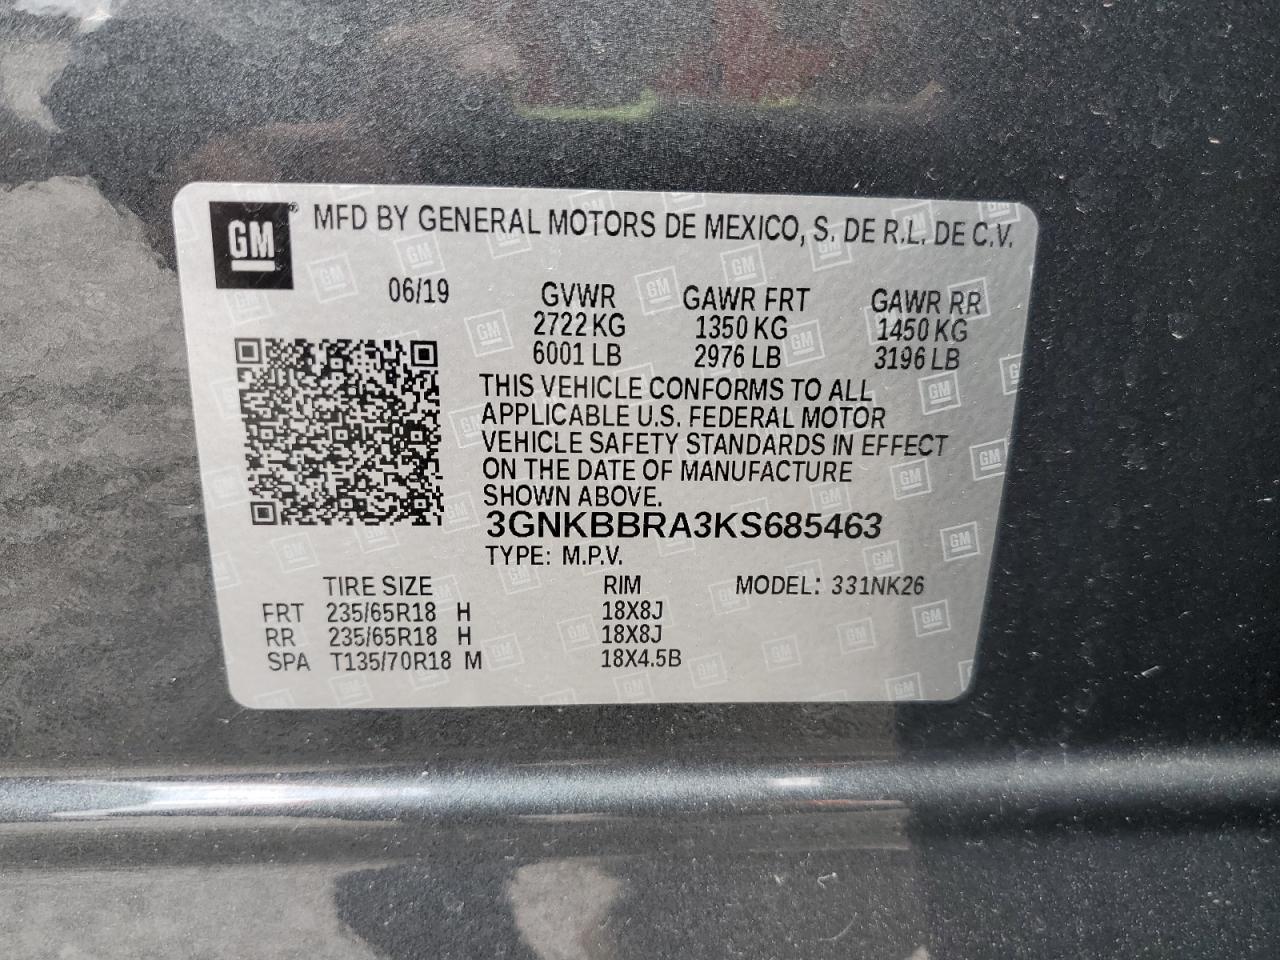 GM® MFD BY GENERAL MOTORS DE MEXICO, S. DE R.L. DE C.V.
06/19 GVWR GAWR FRT GAWR RR
2722 KG 1350 KG 1450 KG
6001 LB 2976 LB 3196 LB
THIS VEHICLE CONFORMS TO ALL
APPLICABLE U.S. FEDERAL MOTOR
VEHICLE SAFETY STANDARDS IN EFFECT
ON THE DATE OF MANUFACTURE
SHOWN ABOVE.
3GNKBBRA3KS685463
TYPE: M.P.V.
TIRE SIZE RIM MODEL: 331NK26
FRT 235/65R18 H 18X8J
RR 235/65R18 H 18X8J
SPA T135/70R18 M 18X4.5B